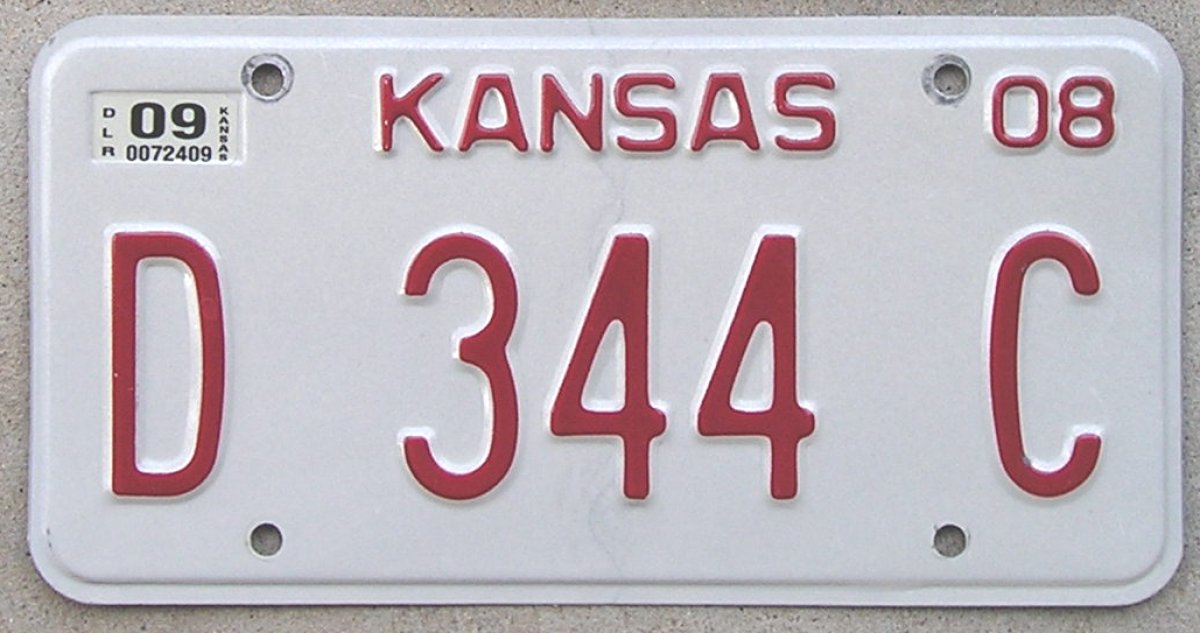 DLR 09 KANSAS
0072409
KANSAS 08
D 344 C